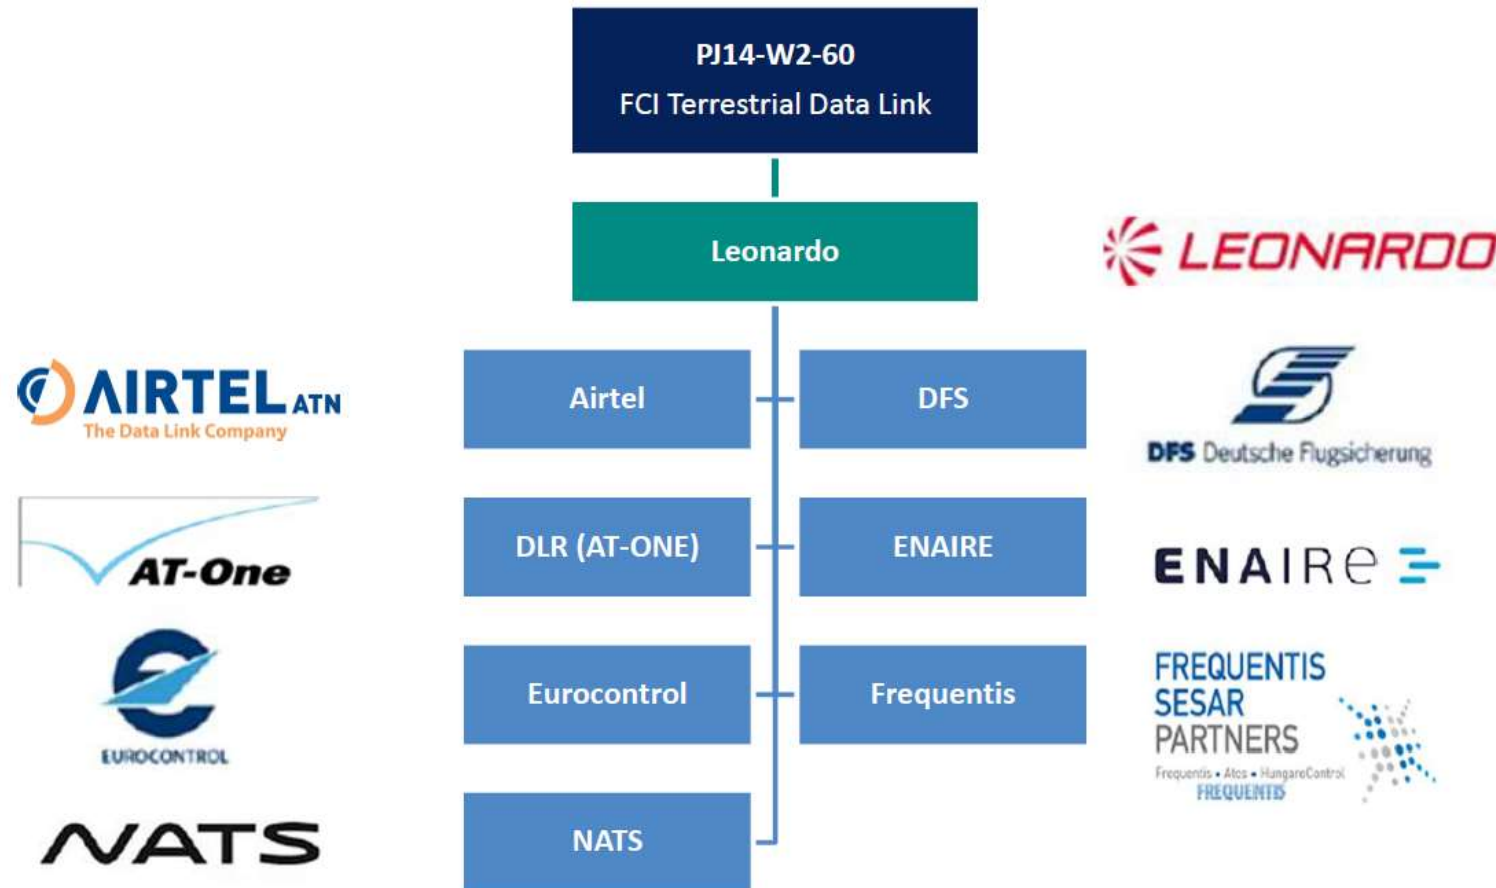 PJ14-W2-60
FCI Terrestrial Data Link
Leonardo
LEONARDO
AIRTEL ATN
The Data Link Company
Airtel
DFS
DFS Deutsche Flugsicherung
AT-One
DLR (AT-ONE)
ENAIRE
ENAIRe
EUROCONTROL
Eurocontrol
Frequentis
FREQUENTIS
SESAR
PARTNERS
Frequentis • Atos • HungaroControl
FREQUENTIS
NATS
NATS